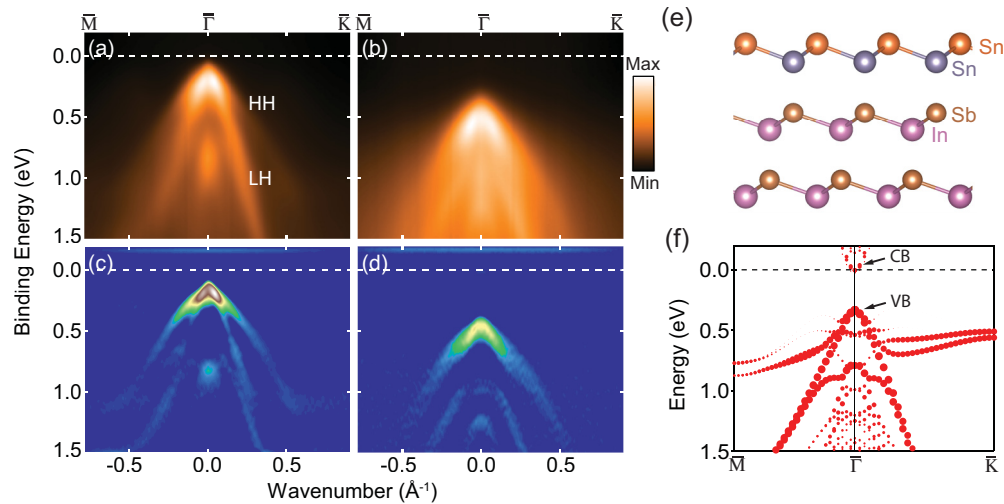 M̅ Γ̅ K̅ Γ̅ K̅
(a) HH LH
(b)
Max
Min
(c)
(d)
0.0
0.5
1.0
1.5
0.0
0.5
1.0
1.5
Binding Energy (eV)
-0.5 0.0 0.5 -0.5 0.0 0.5
Wavenumber (Å-1)
(e)
Sn
Sn
Sb
In
(f)
CB
VB
0.0
0.5
1.0
1.5
Energy (eV)
M̅ Γ̅ K̅